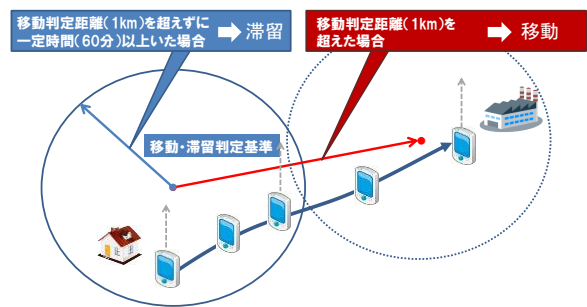 移動判定距離(1km)を超えずに
一定時間(60分)以上いた場合
滞留
移動判定距離(1km)を
超えた場合
移動
移動・滞留判定基準